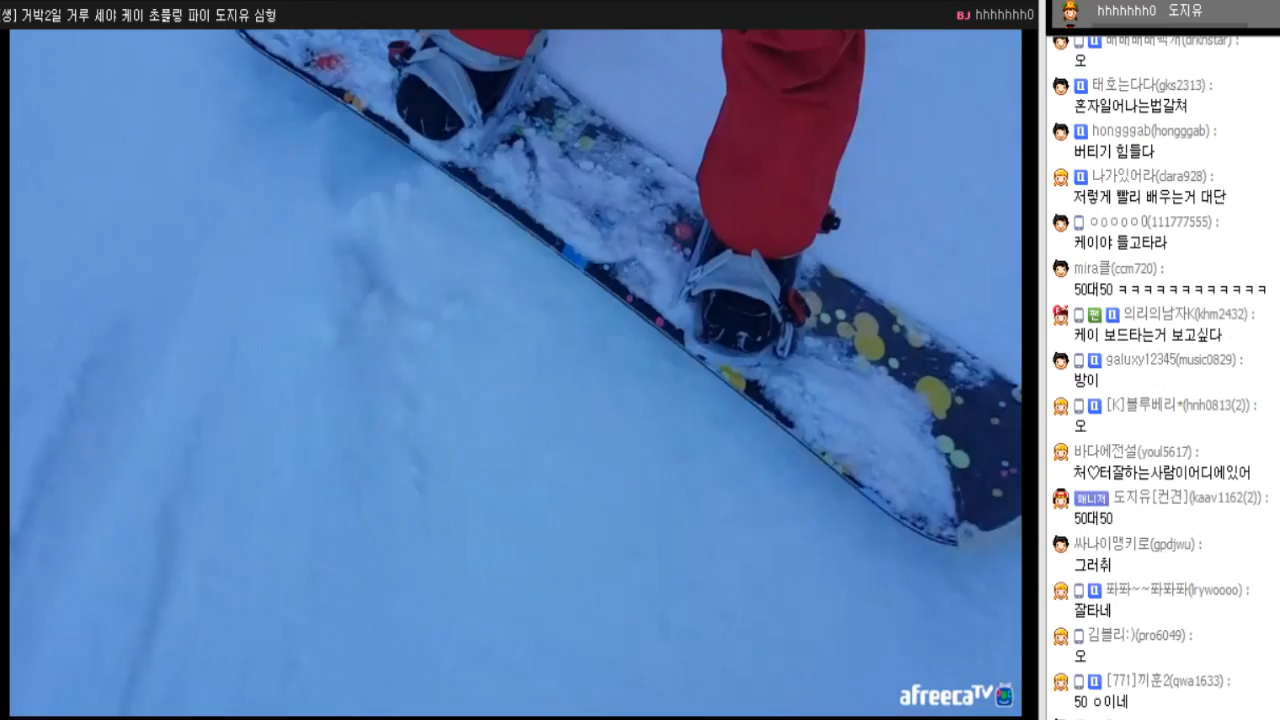 생] 거박2일 거루 세야 케이 초플링 파이 도지유 심형
BJ hhhhhhh0
hhhhhhh0 도지유
오
태호는다다(gks2313) :
혼자일어나는법갈쳐
hongggab(hongggab) :
버티기 힘들다
나가있어라(dara928) :
저렇게 빨리 배우는거 대단
ㅇㅇㅇㅇ0(111777555) :
케이야 들고타라
mira클(ccm720) :
50대50 ㅋㅋㅋㅋㅋㅋㅋㅋㅋㅋㅋㅋ
팬 의리의남자K(khm2432) :
케이 보드타는거 보고싶다
galuxy12345(music0829) :
방이
[K]블루베리*(hnh0813(2)) :
오
바다에전설(youl5617) :
처♡터잘하는사람이어디에있어
매니저 도지유[컨견](kaav1162(2)) :
50대50
싸나이맹키로(gpdjwu) :
그러취
퐈퐈~~퐈퐈퐈(lrywoooo) :
잘타네
김블리:)(pro6049) :
오
[771]끼훈2(qwa1633) :
50 ㅇ이네
afreecaTV